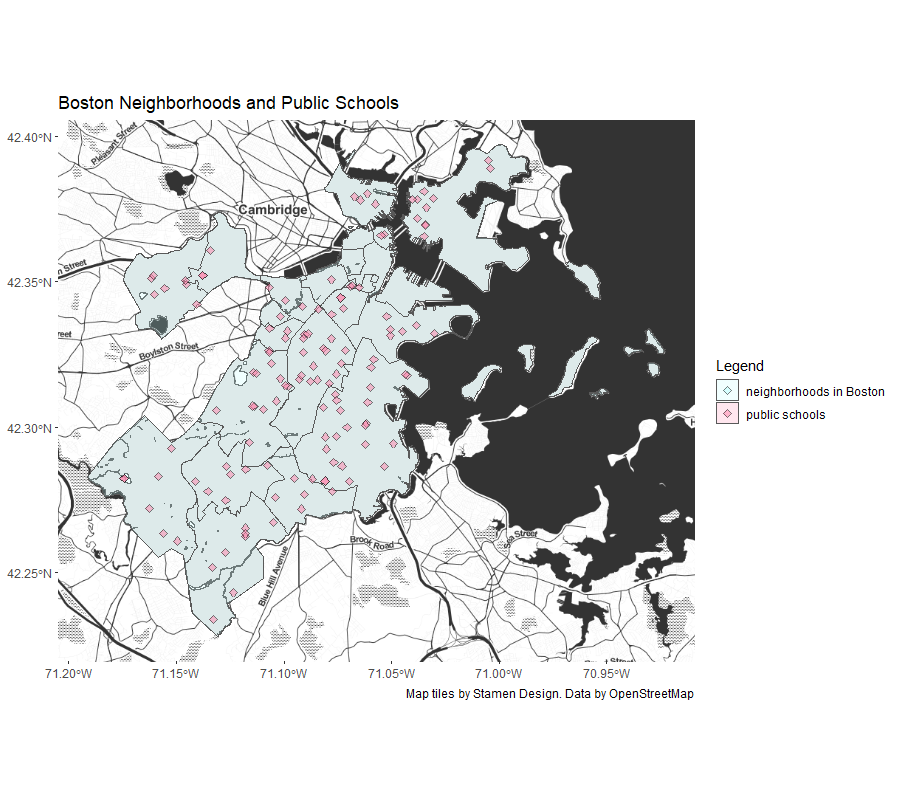 Boston Neighborhoods and Public Schools
42.40°N
42.35°N
42.30°N
42.25°N
Pleasant Street
Cambridge
Street
Boylston Street
Brook Road
Blue Hill Avenue
Sea Street
71.20°W
71.15°W
71.10°W
71.05°W
71.00°W
70.95°W
Legend
neighborhoods in Boston
public schools
Map tiles by Stamen Design. Data by OpenStreetMap